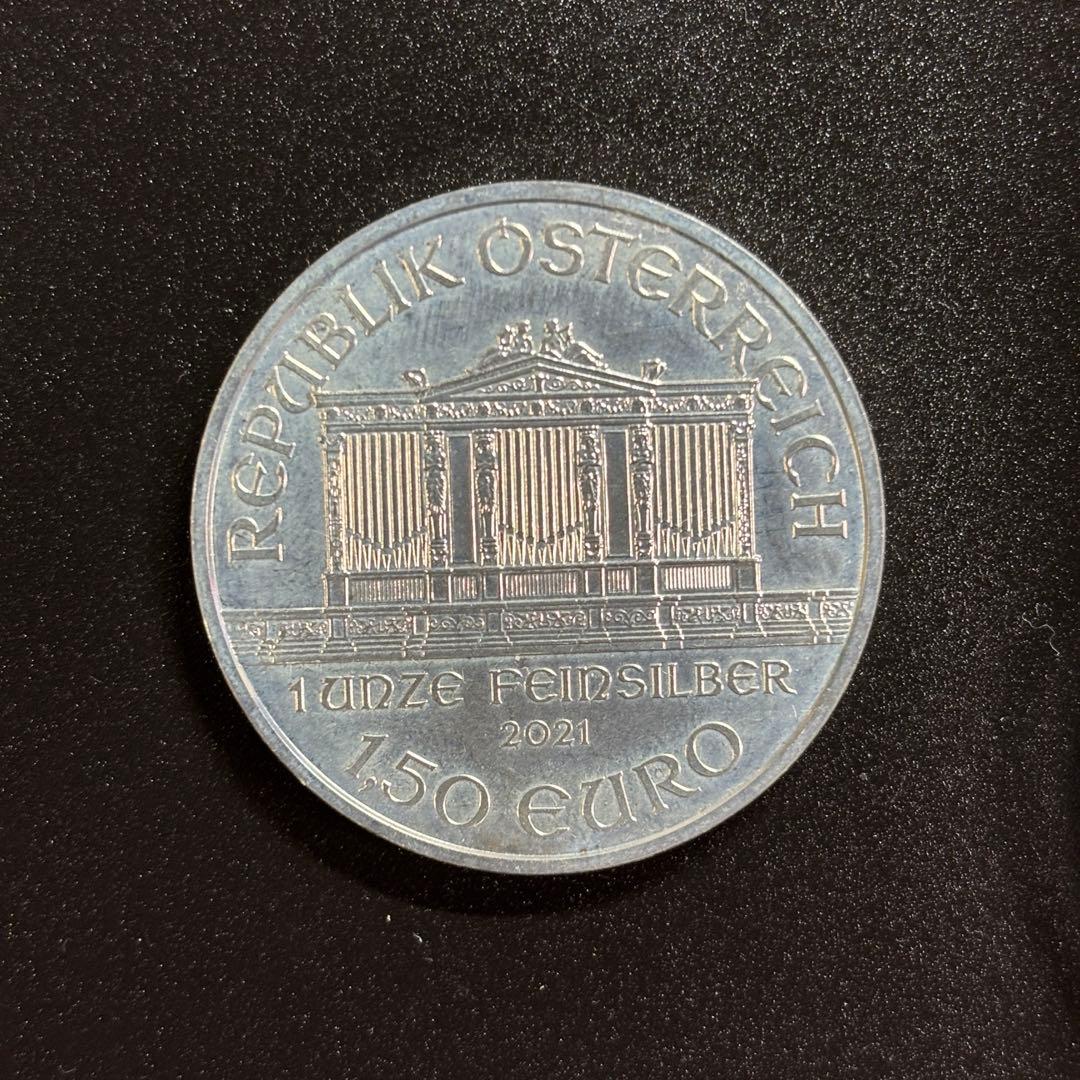 REPUBLIK ÖSTERREICH
1 UNZE FEINSILBER
2021
1,50 EURO